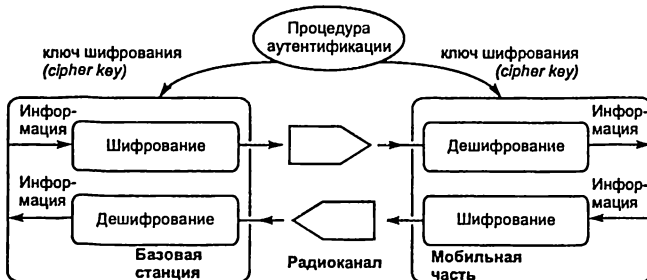 Процедура
аутентификации
ключ шифрования
(cipher key)
ключ шифрования
(cipher key)
Инфор-
мация
Шифрование
Дешифрование
Инфор-
мация
Инфор-
мация
Дешифрование
Шифрование
Инфор-
мация
Базовая
станция
Радиоканал
Мобильная
часть